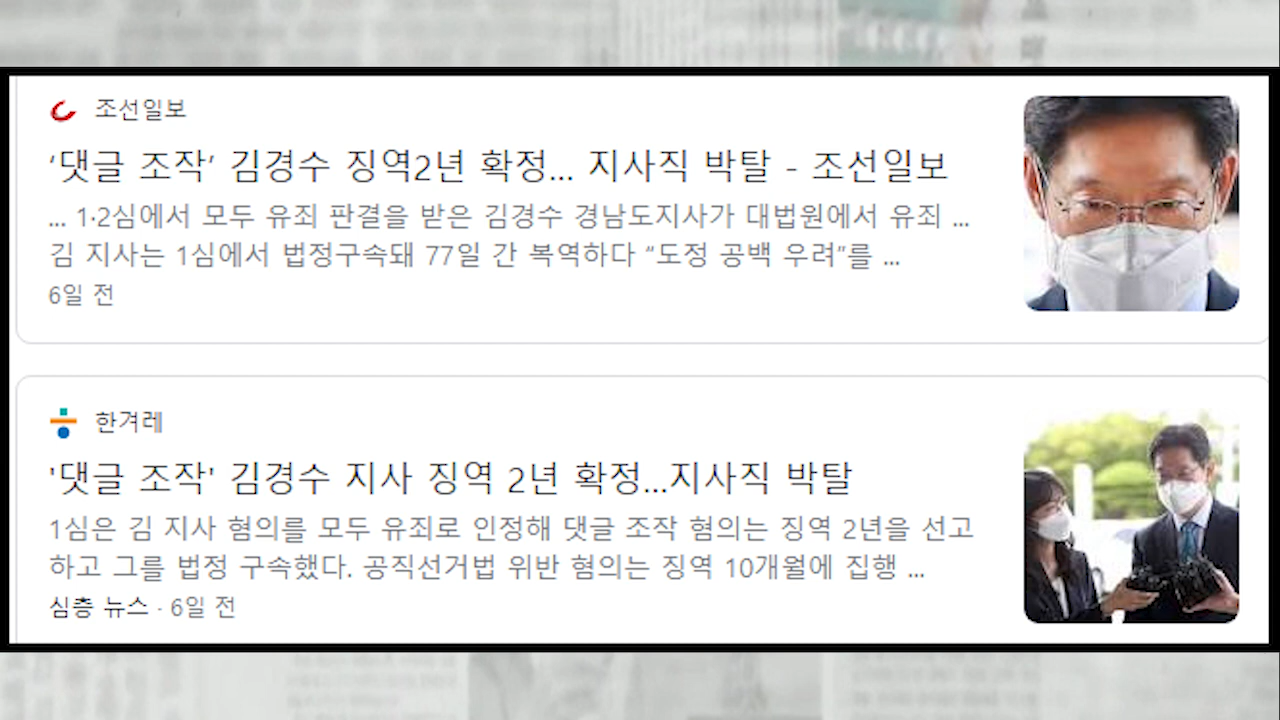 조선일보
‘댓글 조작’ 김경수 징역2년 확정... 지사직 박탈 - 조선일보
... 1·2심에서 모두 유죄 판결을 받은 김경수 경남도지사가 대법원에서 유죄 ...
김 지사는 1심에서 법정구속돼 77일 간 복역하다 “도정 공백 우려”를 ...
6일 전
한겨레
'댓글 조작' 김경수 지사 징역 2년 확정...지사직 박탈
1심은 김 지사 혐의를 모두 유죄로 인정해 댓글 조작 혐의는 징역 2년을 선고
하고 그를 법정 구속했다. 공직선거법 위반 혐의는 징역 10개월에 집행 ...
심층 뉴스 · 6일 전